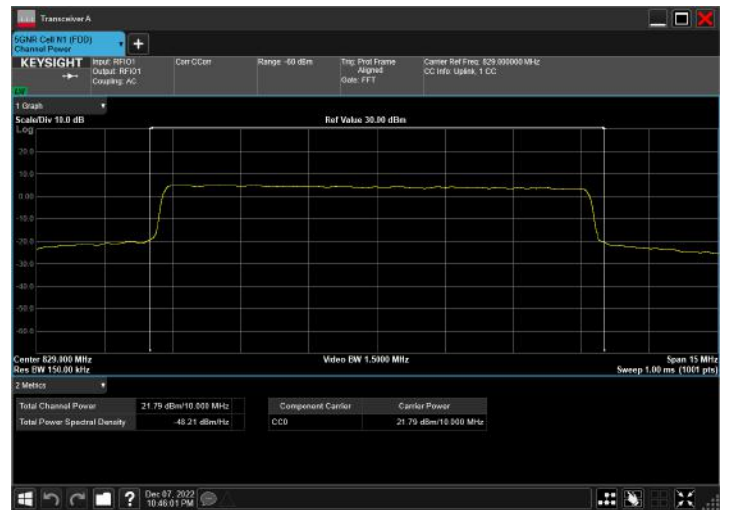 Transceiver A
5GNR Cell N1 (FDD)
Channel Power
KEYSIGHT
Input: RFIO1
Output: RFIO1
Coupling: AC
Corr CCorr
Range: -60 dBm
Trig: Prot Frame
Aligned
Gate: FFT
Carrier Ref Freq: 829.000000 MHz
CC Info: Uplink, 1 CC
1 Graph
Scale/Div 10.0 dB
Ref Value 30.00 dBm
Log
20.0
10.0
0.00
-10.0
-20.0
-30.0
-40.0
-50.0
-60.0
Center 829.000 MHz
Video BW 1.5000 MHz
Span 15 MHz
Res BW 150.00 kHz
Sweep 1.00 ms (1001 pts)
2 Metrics
Total Channel Power 21.79 dBm/10.000 MHz
Total Power Spectral Density -48.21 dBm/Hz
Component Carrier Carrier Power
CC0 21.79 dBm/10.000 MHz
?
Dec 07, 2022
10:46:01 PM